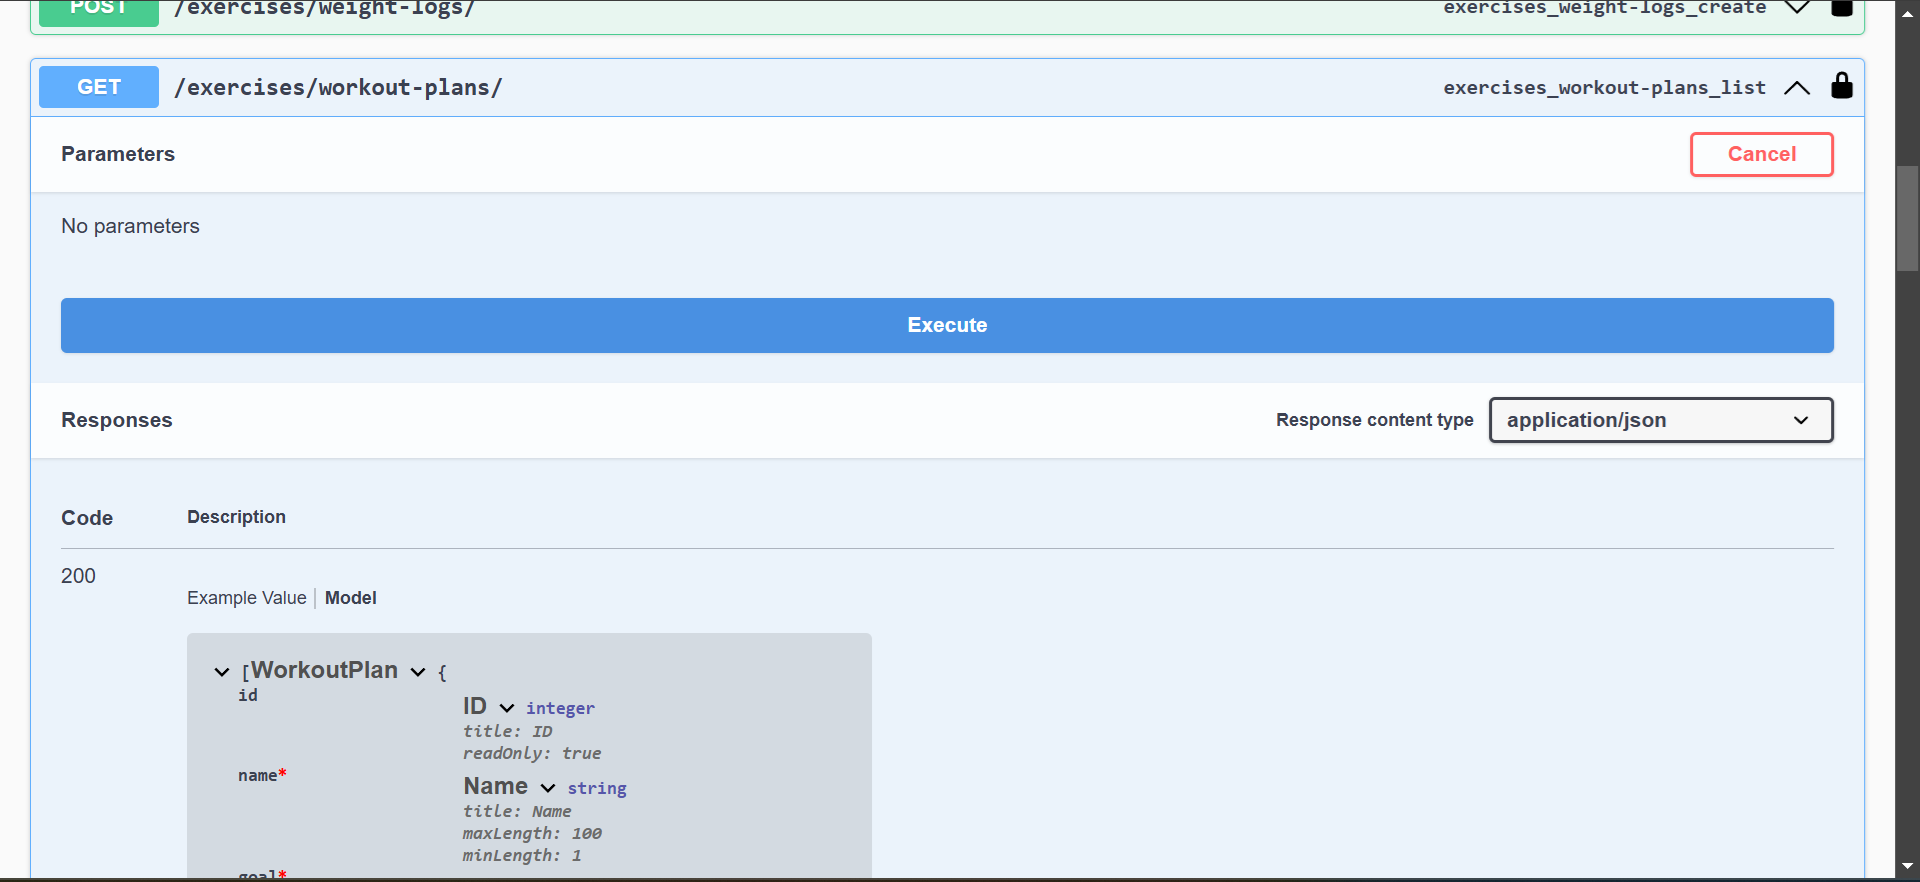 POST /exercises/weight-logs/ exercises_weight-logs_create
GET /exercises/workout-plans/ exercises_workout-plans_list
Parameters Cancel
No parameters
Execute
Responses Response content type application/json
Code Description
200
Example Value | Model
[WorkoutPlan {
id
ID integer
title: ID
readOnly: true
name*
Name string
title: Name
maxLength: 100
minLength: 1
goal*